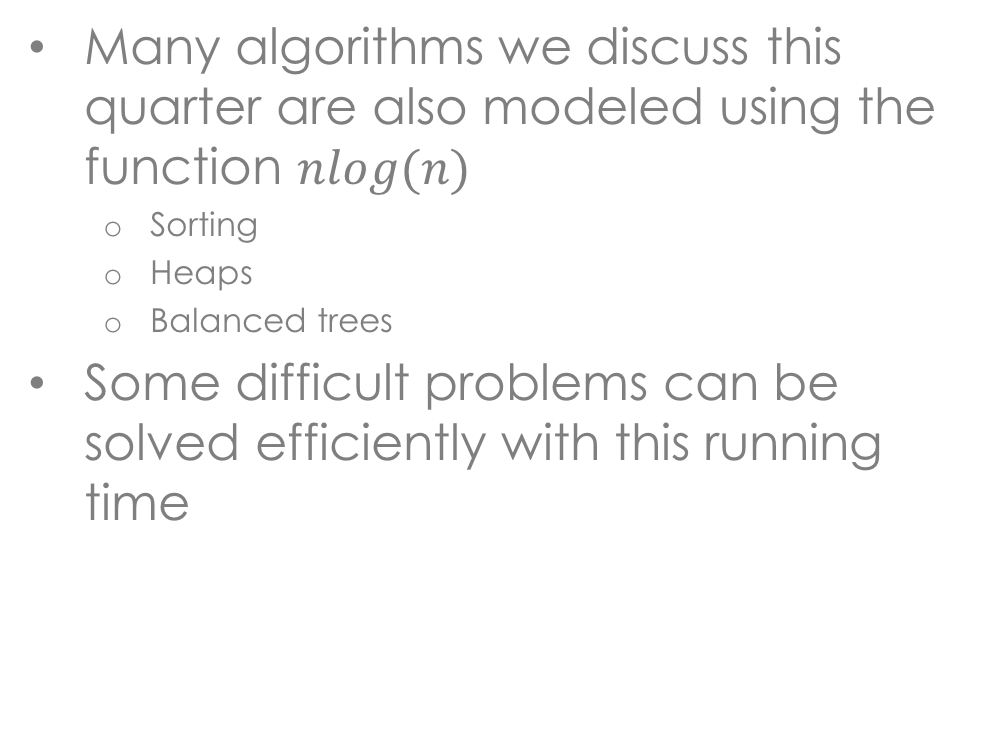 • Many algorithms we discuss this
quarter are also modeled using the
function nlog(n)
o Sorting
o Heaps
o Balanced trees
• Some difficult problems can be
solved efficiently with this running
time